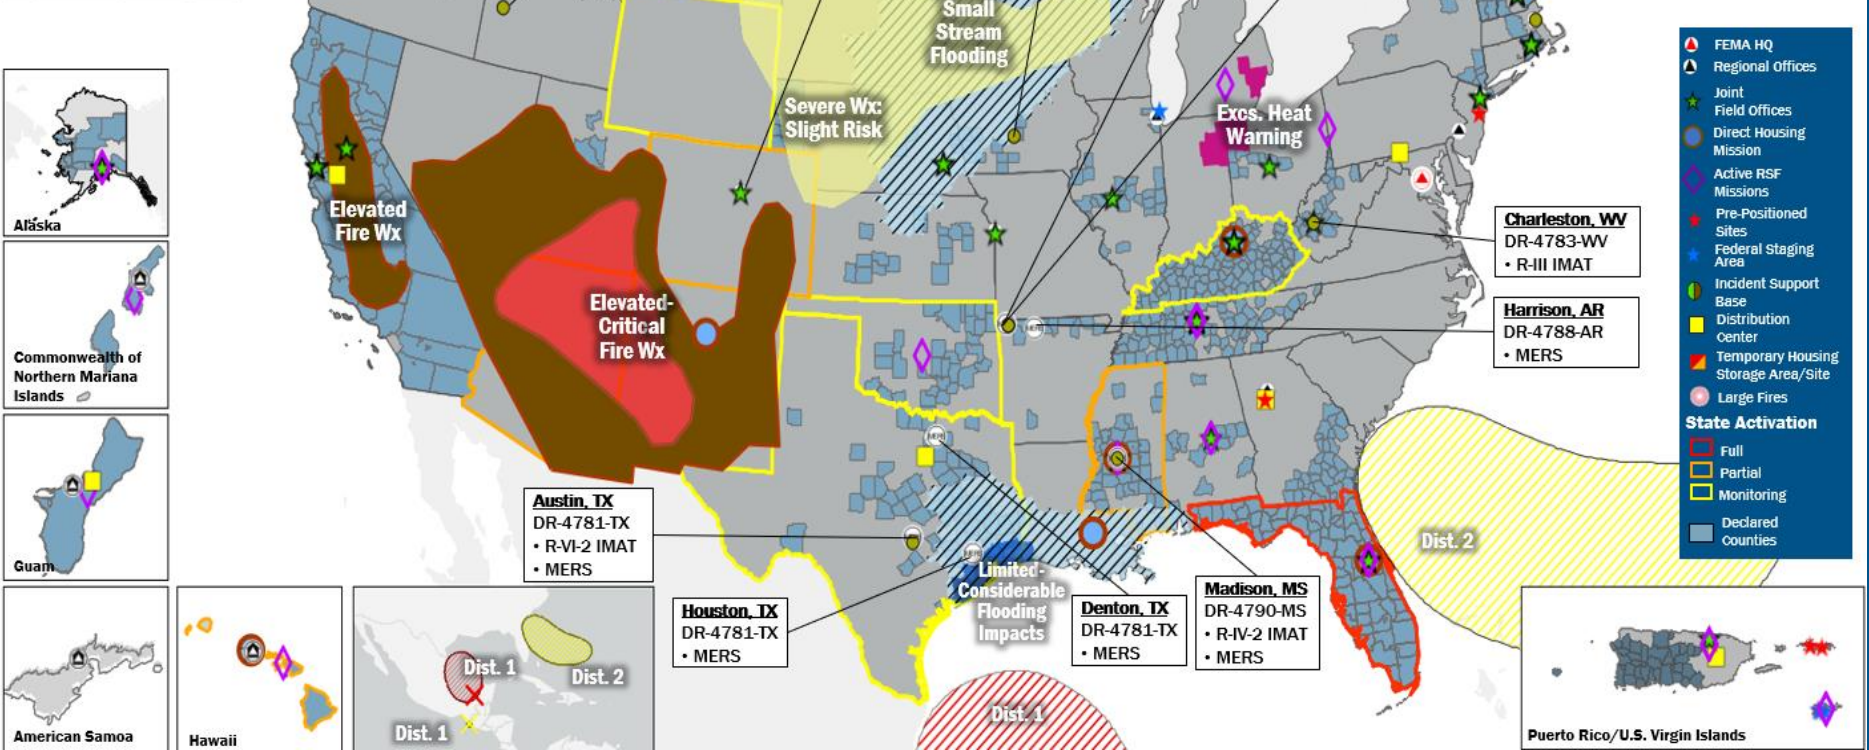 Small
Stream
Flooding
Severe Wx:
Slight Risk
Excs. Heat
Warning
Elevated
Fire Wx
Elevated-
Critical
Fire Wx
Limited-
Considerable
Flooding
Impacts
Dist. 2
Dist. 1
Alaska
Commonwealth of
Northern Mariana
Islands
Guam
American Samoa
Hawaii
Dist. 1
Dist. 2
Dist. 1
Puerto Rico/U.S. Virgin Islands
Charleston, WV
DR-4783-WV
• R-III IMAT
Harrison, AR
DR-4788-AR
• MERS
Austin, TX
DR-4781-TX
• R-VI-2 IMAT
• MERS
Houston, TX
DR-4781-TX
• MERS
Denton, TX
DR-4781-TX
• MERS
Madison, MS
DR-4790-MS
• R-IV-2 IMAT
• MERS
MERS
MERS
MERS
FEMA HQ
Regional Offices
Joint
Field Offices
Direct Housing
Mission
Active RSF
Missions
Pre-Positioned
Sites
Federal Staging
Area
Incident Support
Base
Distribution
Center
Temporary Housing
Storage Area/Site
Large Fires
State Activation
Full
Partial
Monitoring
Declared
Counties